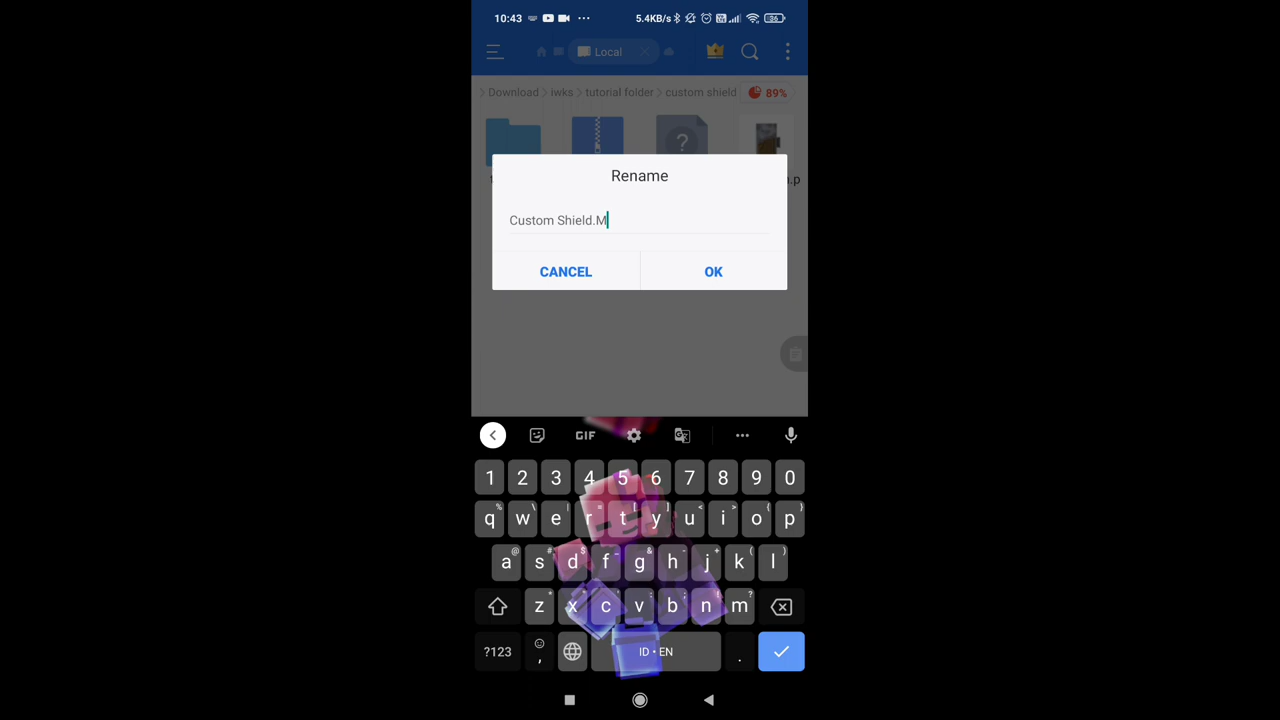 10:43 5.4KB/s 36
Local
Download iwks tutorial folder custom shield 89%
?
n.p
Rename
Custom Shield.M
CANCEL OK
GIF
1 2 3 4 5 6 7 8 9 0
% \ | = [ ] < > { }
q w e r t y u i o p
@ # $ _ & - + ( )
a s d f g h j k l
* " ' : ; ! ?
z x c v b n m
?123 , ID • EN .